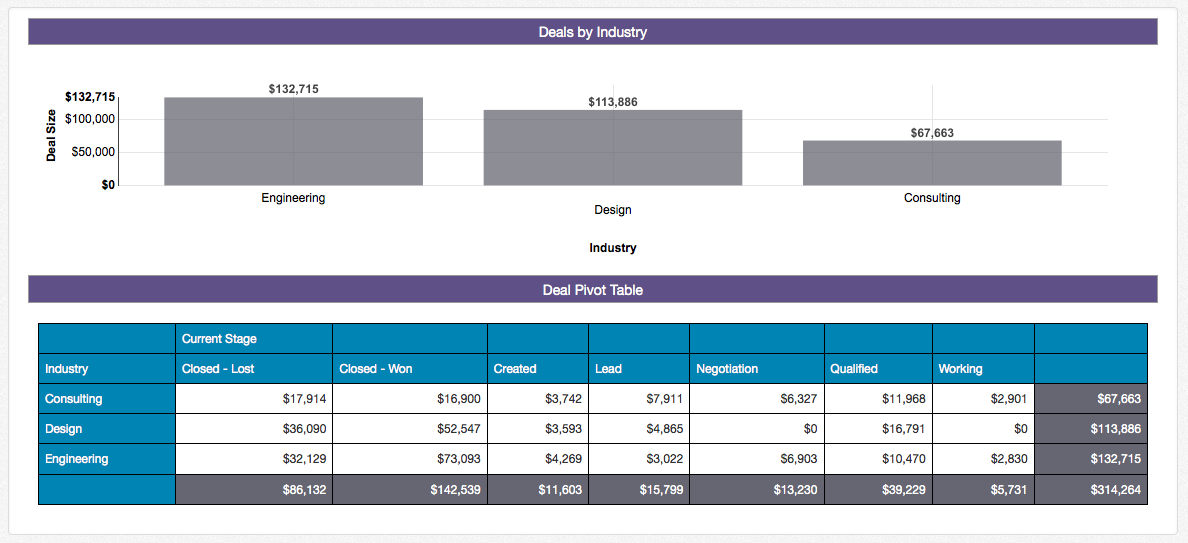 Deals by Industry
$132,715
$132,715
$113,886
$100,000
$67,663
$50,000
$0
Deal Size
Engineering
Design
Consulting
Industry
Deal Pivot Table
Current Stage
Industry Closed - Lost Closed - Won Created Lead Negotiation Qualified Working
Consulting $17,914 $16,900 $3,742 $7,911 $6,327 $11,968 $2,901 $67,663
Design $36,090 $52,547 $3,593 $4,865 $0 $16,791 $0 $113,886
Engineering $32,129 $73,093 $4,269 $3,022 $6,903 $10,470 $2,830 $132,715
$86,132 $142,539 $11,603 $15,799 $13,230 $39,229 $5,731 $314,264